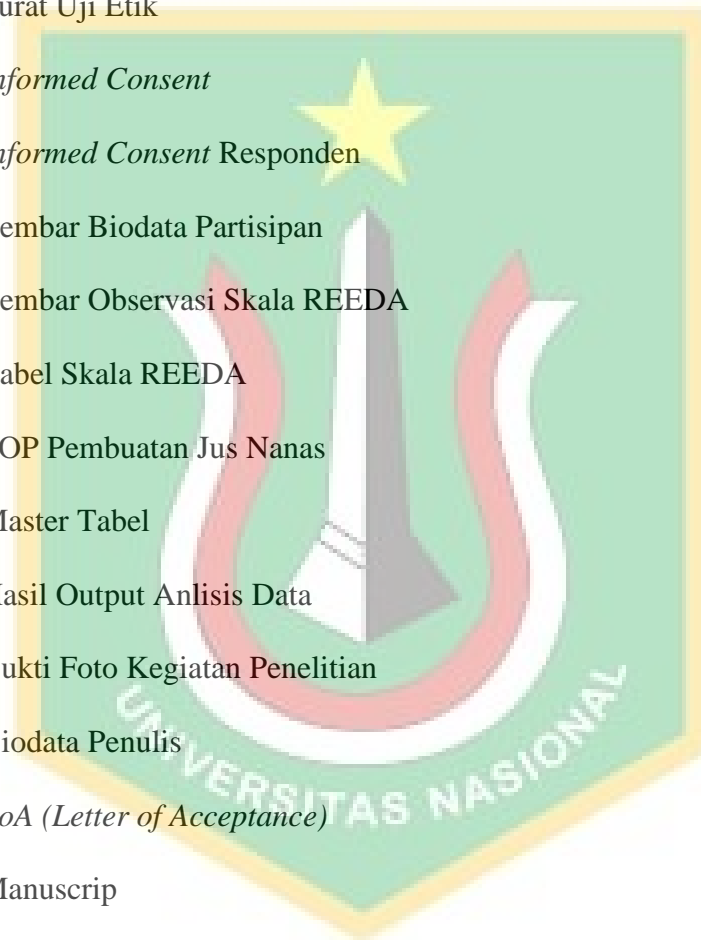 urat Uji Etik
nformed Consent
nformed Consent Responden
embar Biodata Partisipan
embar Observasi Skala REEDA
abel Skala REEDA
OP Pembuatan Jus Nanas
Master Tabel
Hasil Output Anlisis Data
ukti Foto Kegiatan Penelitian
iodata Penulis
oA (Letter of Acceptance)
Manuscrip
UNIVERSITAS NASIONAL